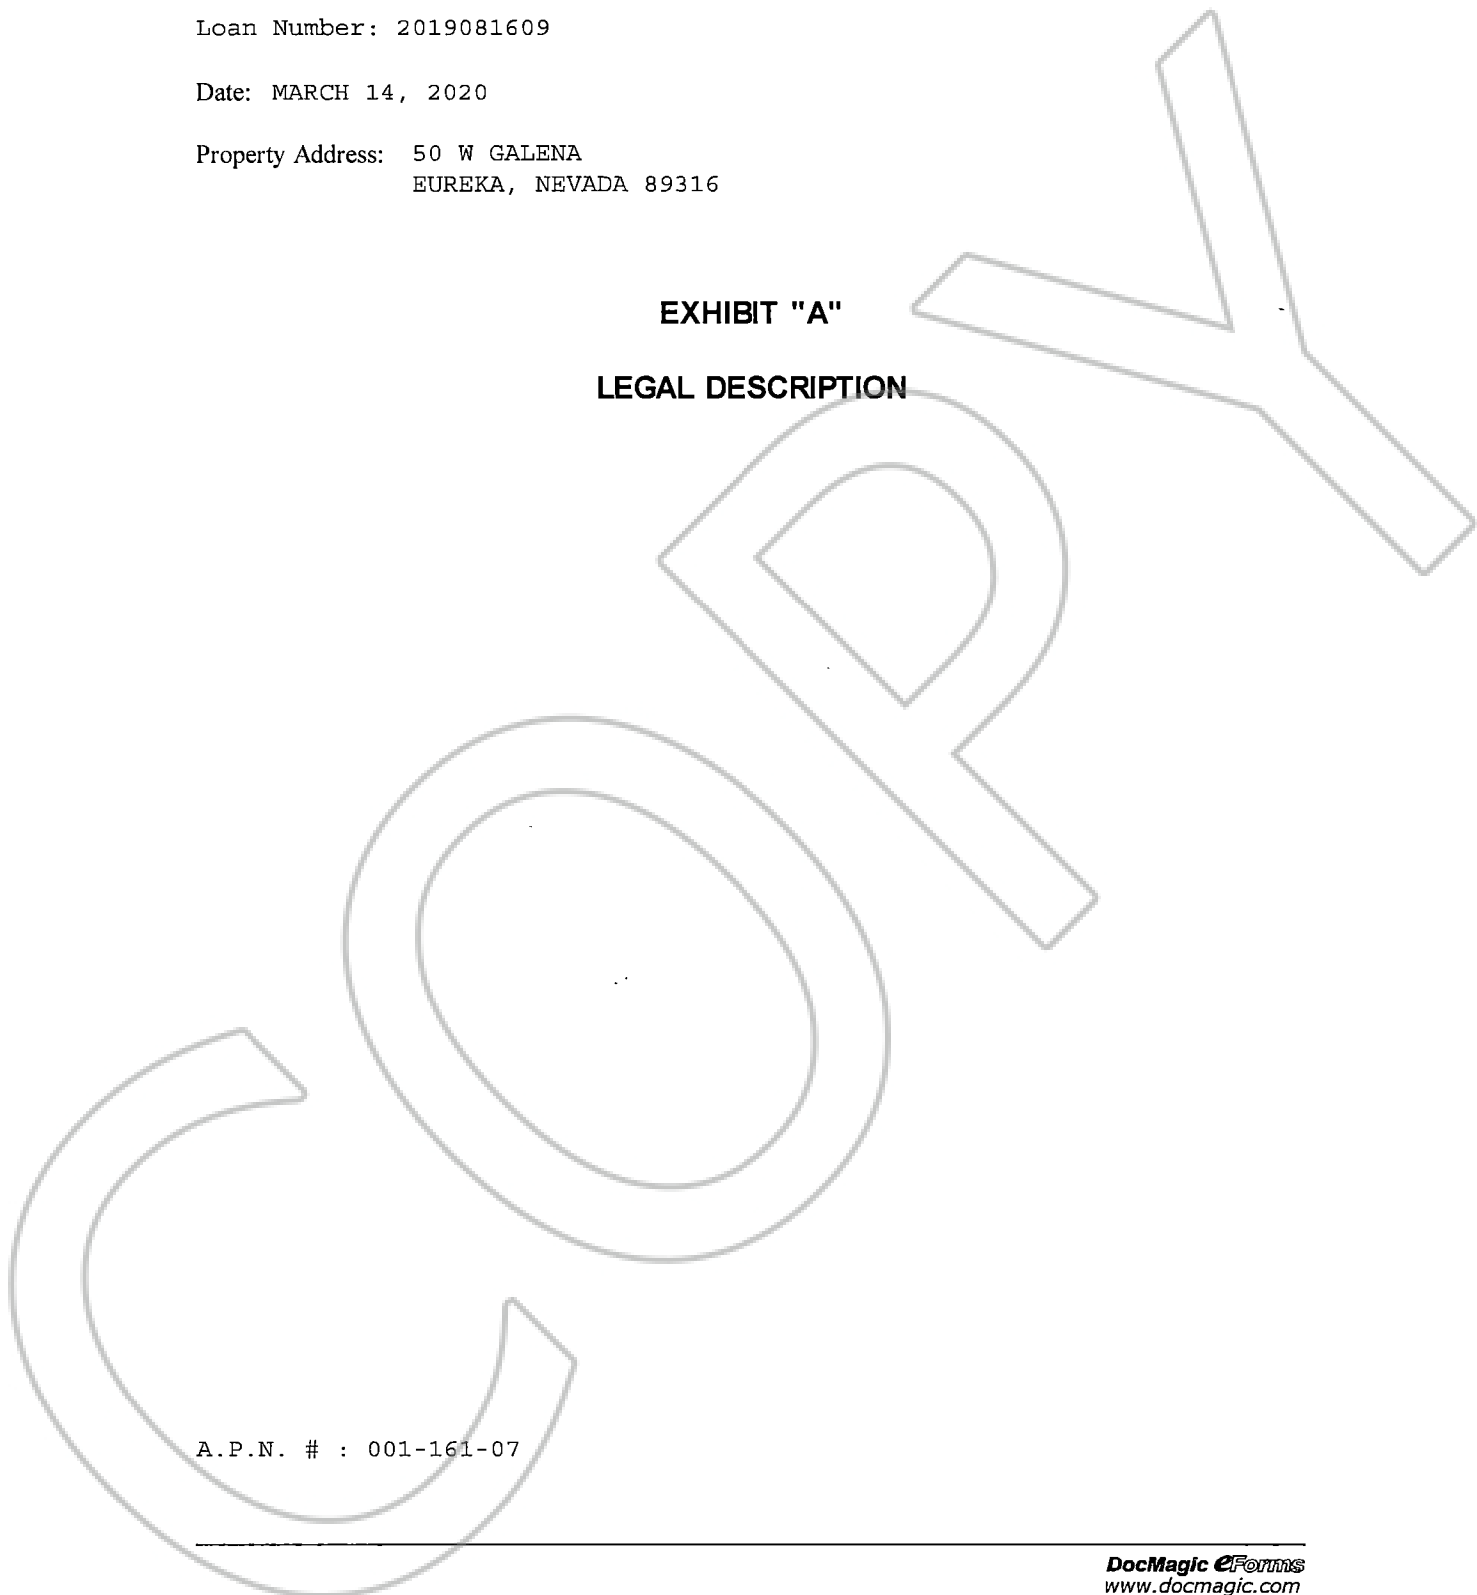 Loan Number: 2019081609
Date: MARCH 14, 2020
Property Address: 50 W GALENA
EUREKA, NEVADA 89316
EXHIBIT "A"
LEGAL DESCRIPTION
COPY
A.P.N. # : 001-161-07
DocMagic eForms
www.docmagic.com